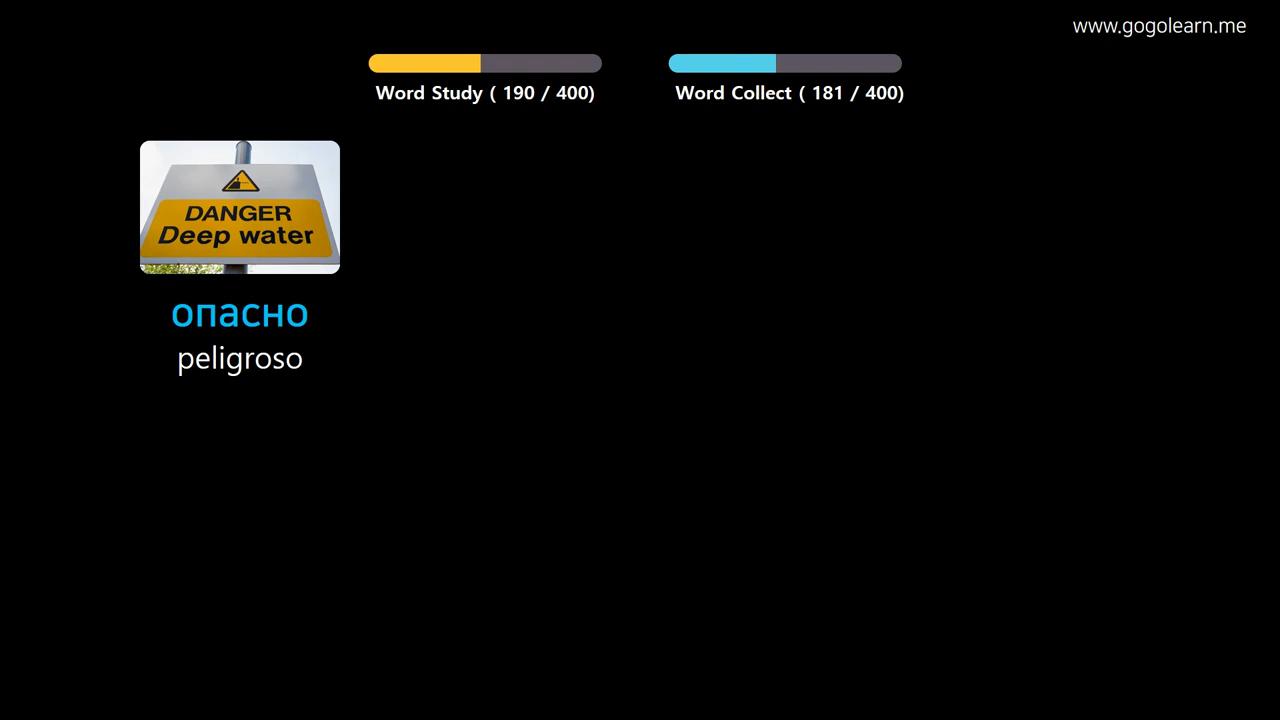 www.gogolearn.me
Word Study ( 190 / 400)
Word Collect ( 181 / 400)
DANGER
Deep water
опасно
peligroso